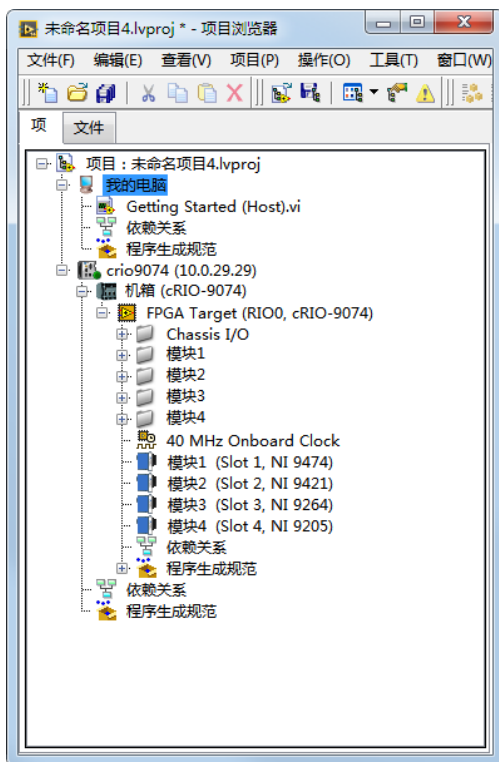 未命名项目4.lvproj * - 项目浏览器
文件(F) 编辑(E) 查看(V) 项目(P) 操作(O) 工具(T) 窗口(W)
项 文件
项目：未命名项目4.lvproj
我的电脑
Getting Started (Host).vi
依赖关系
程序生成规范
crio9074 (10.0.29.29)
机箱 (cRIO-9074)
FPGA Target (RIO0, cRIO-9074)
Chassis I/O
模块1
模块2
模块3
模块4
40 MHz Onboard Clock
模块1 (Slot 1, NI 9474)
模块2 (Slot 2, NI 9421)
模块3 (Slot 3, NI 9264)
模块4 (Slot 4, NI 9205)
依赖关系
程序生成规范
依赖关系
程序生成规范